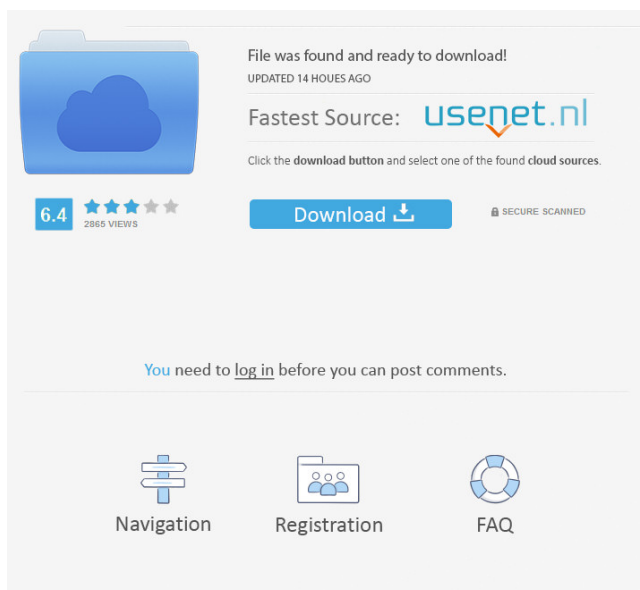 File was found and ready to download!
UPDATED 14 HOUES AGO
Fastest Source: usenet.nl
Click the download button and select one of the found cloud sources.
6.4
2865 VIEWS
Download
SECURE SCANNED
You need to log in before you can post comments.
Navigation
Registration
FAQ